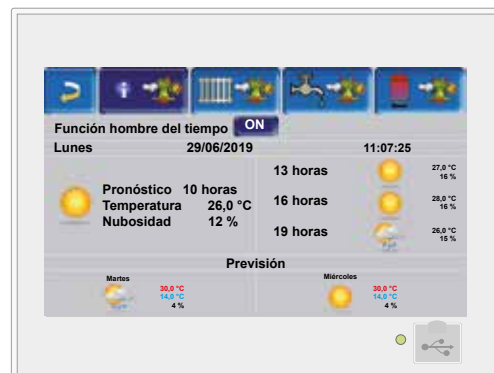 Función hombre del tiempo ON
Lunes 29/06/2019 11:07:25
Pronóstico 10 horas
Temperatura 26,0 °C
Nubosidad 12 %
13 horas 27,0 °C
16 %
16 horas 28,0 °C
16 %
19 horas 26,0 °C
15 %
Previsión
Martes
30,0 °C
14,0 °C
4 %
Miércoles
30,0 °C
14,0 °C
4 %